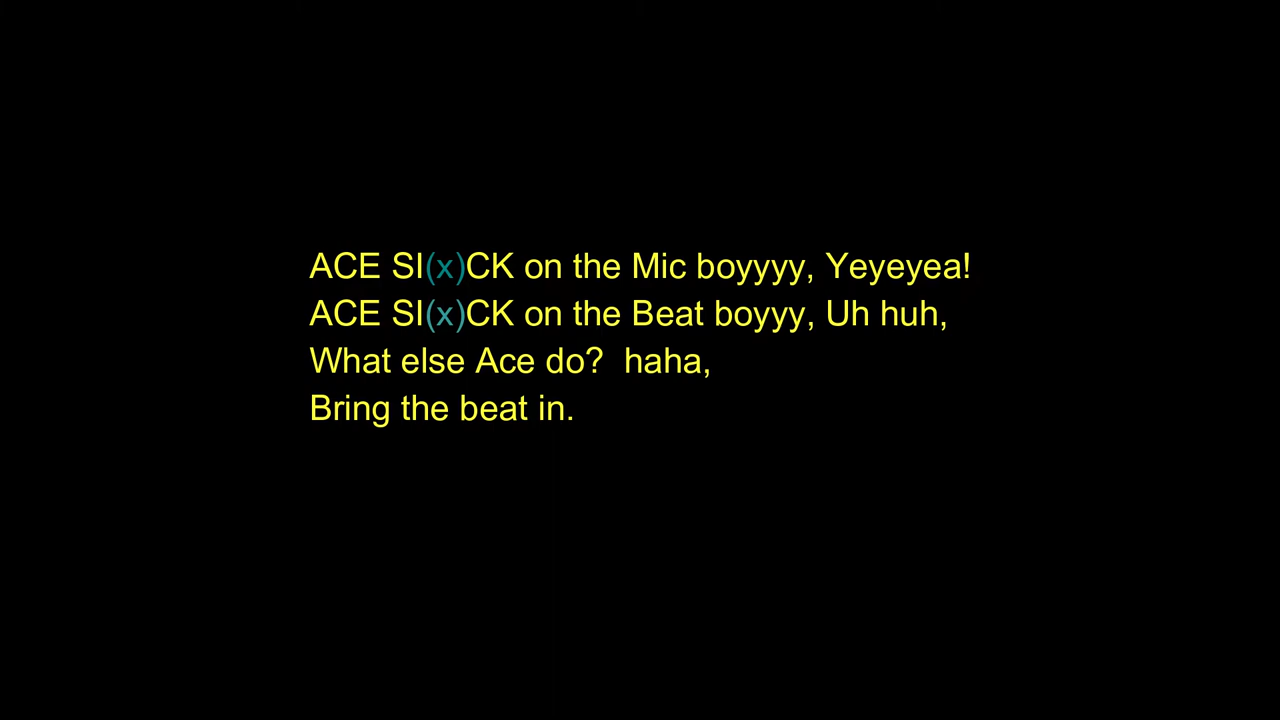 ACE SI(x)CK on the Mic boyyyy, Yeyeyea!
ACE SI(x)CK on the Beat boyyy, Uh huh,
What else Ace do?  haha,
Bring the beat in.